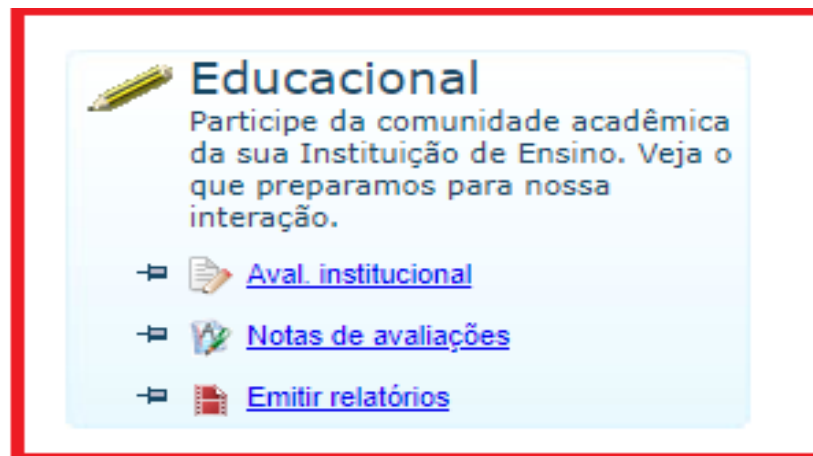 Educacional
Participe da comunidade acadêmica
da sua Instituição de Ensino. Veja o
que preparamos para nossa
interação.
Aval. institucional
Notas de avaliações
Emitir relatórios